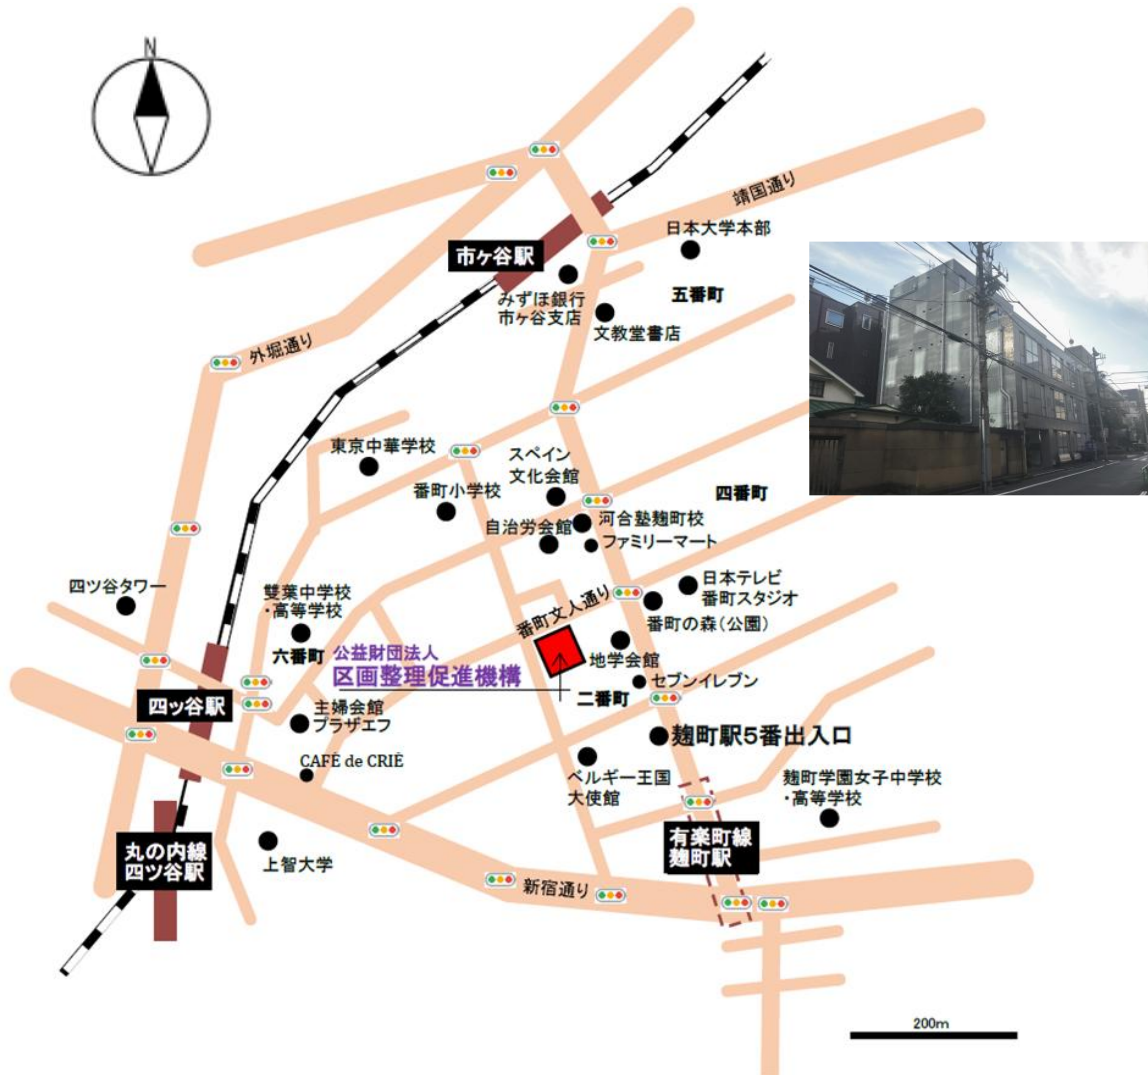 N
靖国通り
日本大学本部
市ヶ谷駅
みずほ銀行
市ヶ谷支店
五番町
文教堂書店
外堀通り
東京中華学校
スペイン
文化会館
番町小学校
四番町
河合塾麹町校
自治労会館
ファミリーマート
四ツ谷タワー
雙葉中学校
・高等学校
日本テレビ
番町スタジオ
番町文人通り
番町の森(公園)
六番町
公益財団法人
区画整理促進機構
地学会館
セブンイレブン
二番町
四ッ谷駅
主婦会館
プラザエフ
麹町駅5番出入口
CAFÉ de CRIÉ
ベルギー王国
大使館
麹町学園女子中学校
・高等学校
丸の内線
四ツ谷駅
上智大学
有楽町線
麹町駅
新宿通り
200m